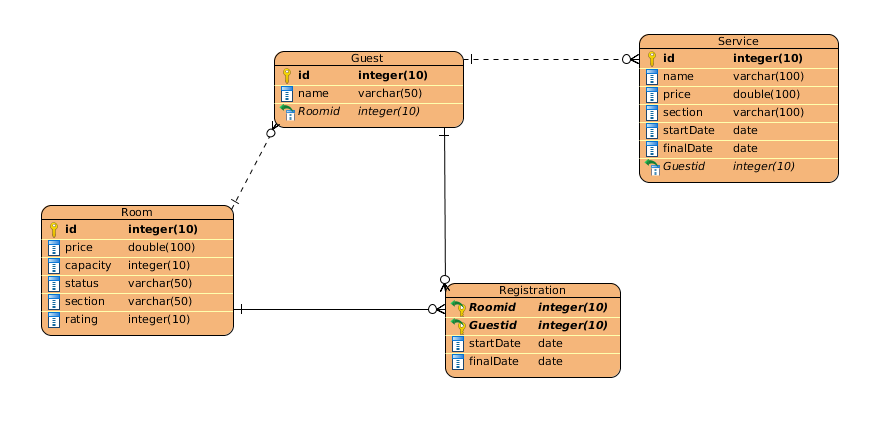 Guest
id integer(10)
name varchar(50)
Roomid integer(10)
Service
id integer(10)
name varchar(100)
price double(100)
section varchar(100)
startDate date
finalDate date
Guestid integer(10)
Room
id integer(10)
price double(100)
capacity integer(10)
status varchar(50)
section varchar(50)
rating integer(10)
Registration
Roomid integer(10)
Guestid integer(10)
startDate date
finalDate date